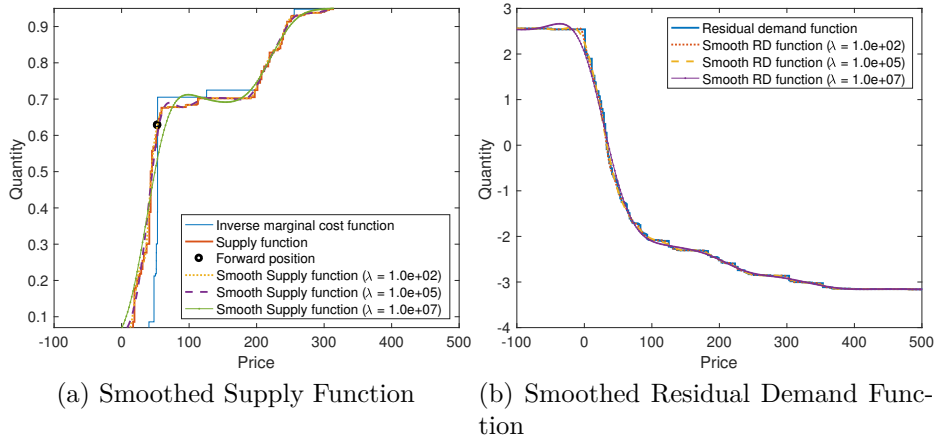 0.9
0.8
0.7
0.6
0.5
0.4
0.3
0.2
0.1
Quantity
Inverse marginal cost function
Supply function
Forward position
Smooth Supply function (λ = 1.0e+02)
Smooth Supply function (λ = 1.0e+05)
Smooth Supply function (λ = 1.0e+07)
-100 0 100 200 300 400 500
Price
(a) Smoothed Supply Function
3
2
1
0
-1
-2
-3
-4
Quantity
Residual demand function
Smooth RD function (λ = 1.0e+02)
Smooth RD function (λ = 1.0e+05)
Smooth RD function (λ = 1.0e+07)
-100 0 100 200 300 400 500
Price
(b) Smoothed Residual Demand Func-
tion